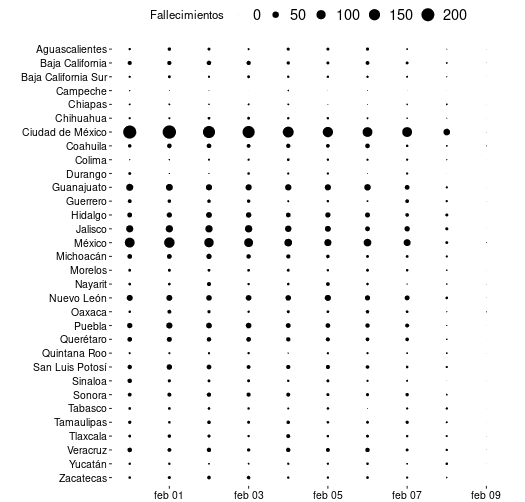 Fallecimientos 0 50 100 150 200
Aguascalientes
Baja California
Baja California Sur
Campeche
Chiapas
Chihuahua
Ciudad de México
Coahuila
Colima
Durango
Guanajuato
Guerrero
Hidalgo
Jalisco
México
Michoacán
Morelos
Nayarit
Nuevo León
Oaxaca
Puebla
Querétaro
Quintana Roo
San Luis Potosí
Sinaloa
Sonora
Tabasco
Tamaulipas
Tlaxcala
Veracruz
Yucatán
Zacatecas
feb 01 feb 03 feb 05 feb 07 feb 09